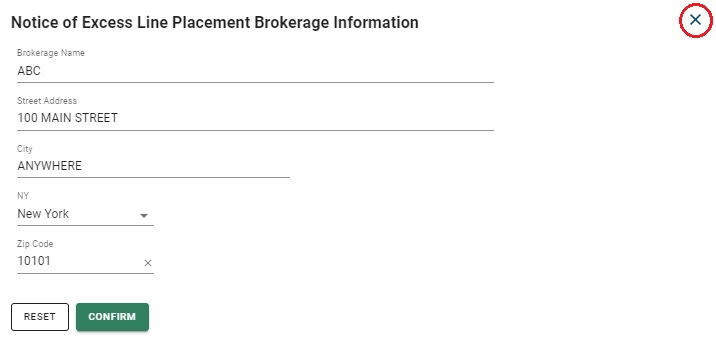 Notice of Excess Line Placement Brokerage Information
Brokerage Name
ABC
Street Address
100 MAIN STREET
City
ANYWHERE
NY
New York
Zip Code
10101
RESET CONFIRM